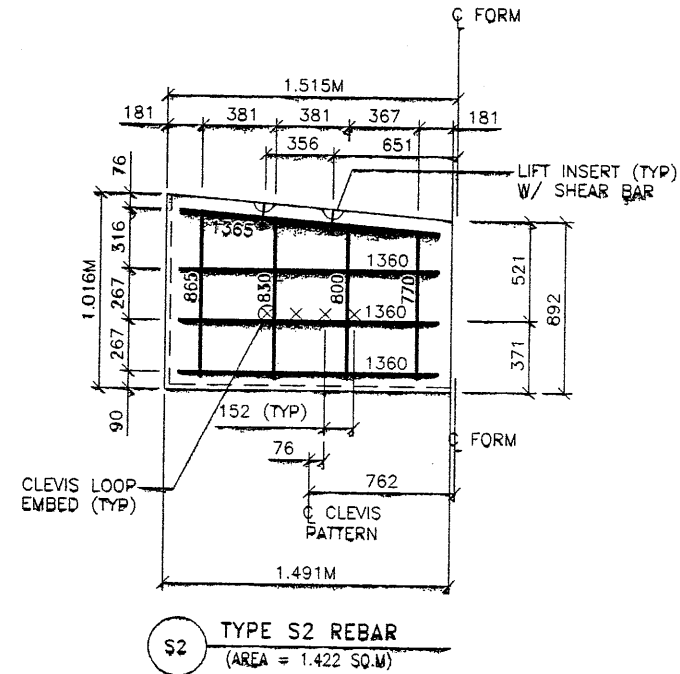 ℄ FORM
1.515M
181 381 381 367 181
356 651
76
LIFT INSERT (TYP)
W/ SHEAR BAR
1.016M
316
267
267
90
1365
1360
1360
1360
865
830
800
770
521
892
371
152 (TYP)
76
762
℄ FORM
CLEVIS LOOP
EMBED (TYP)
℄ CLEVIS
PATTERN
1.491M
S2
TYPE S2 REBAR
(AREA = 1.422 SQ.M)